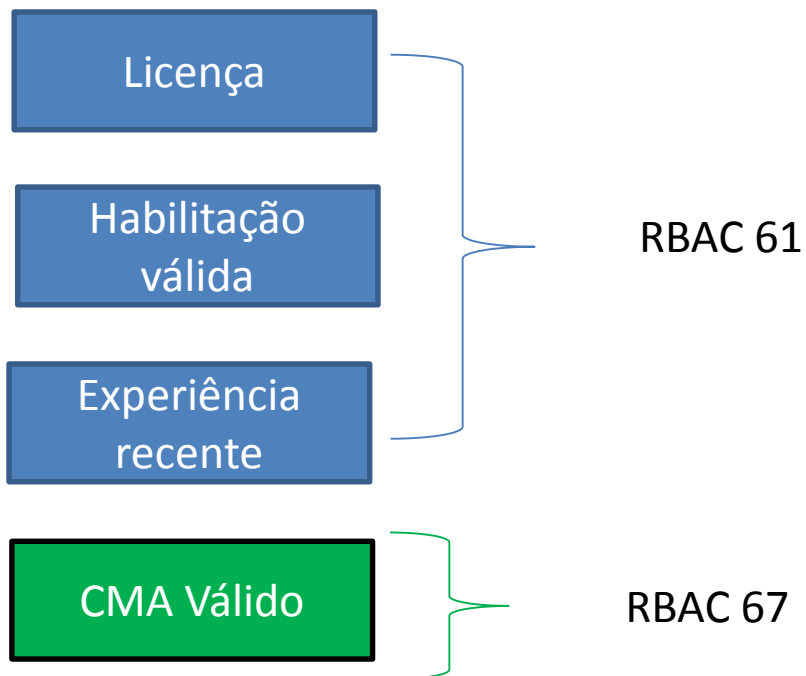 Licença
Habilitação
válida
RBAC 61
Experiência
recente
CMA Válido
RBAC 67